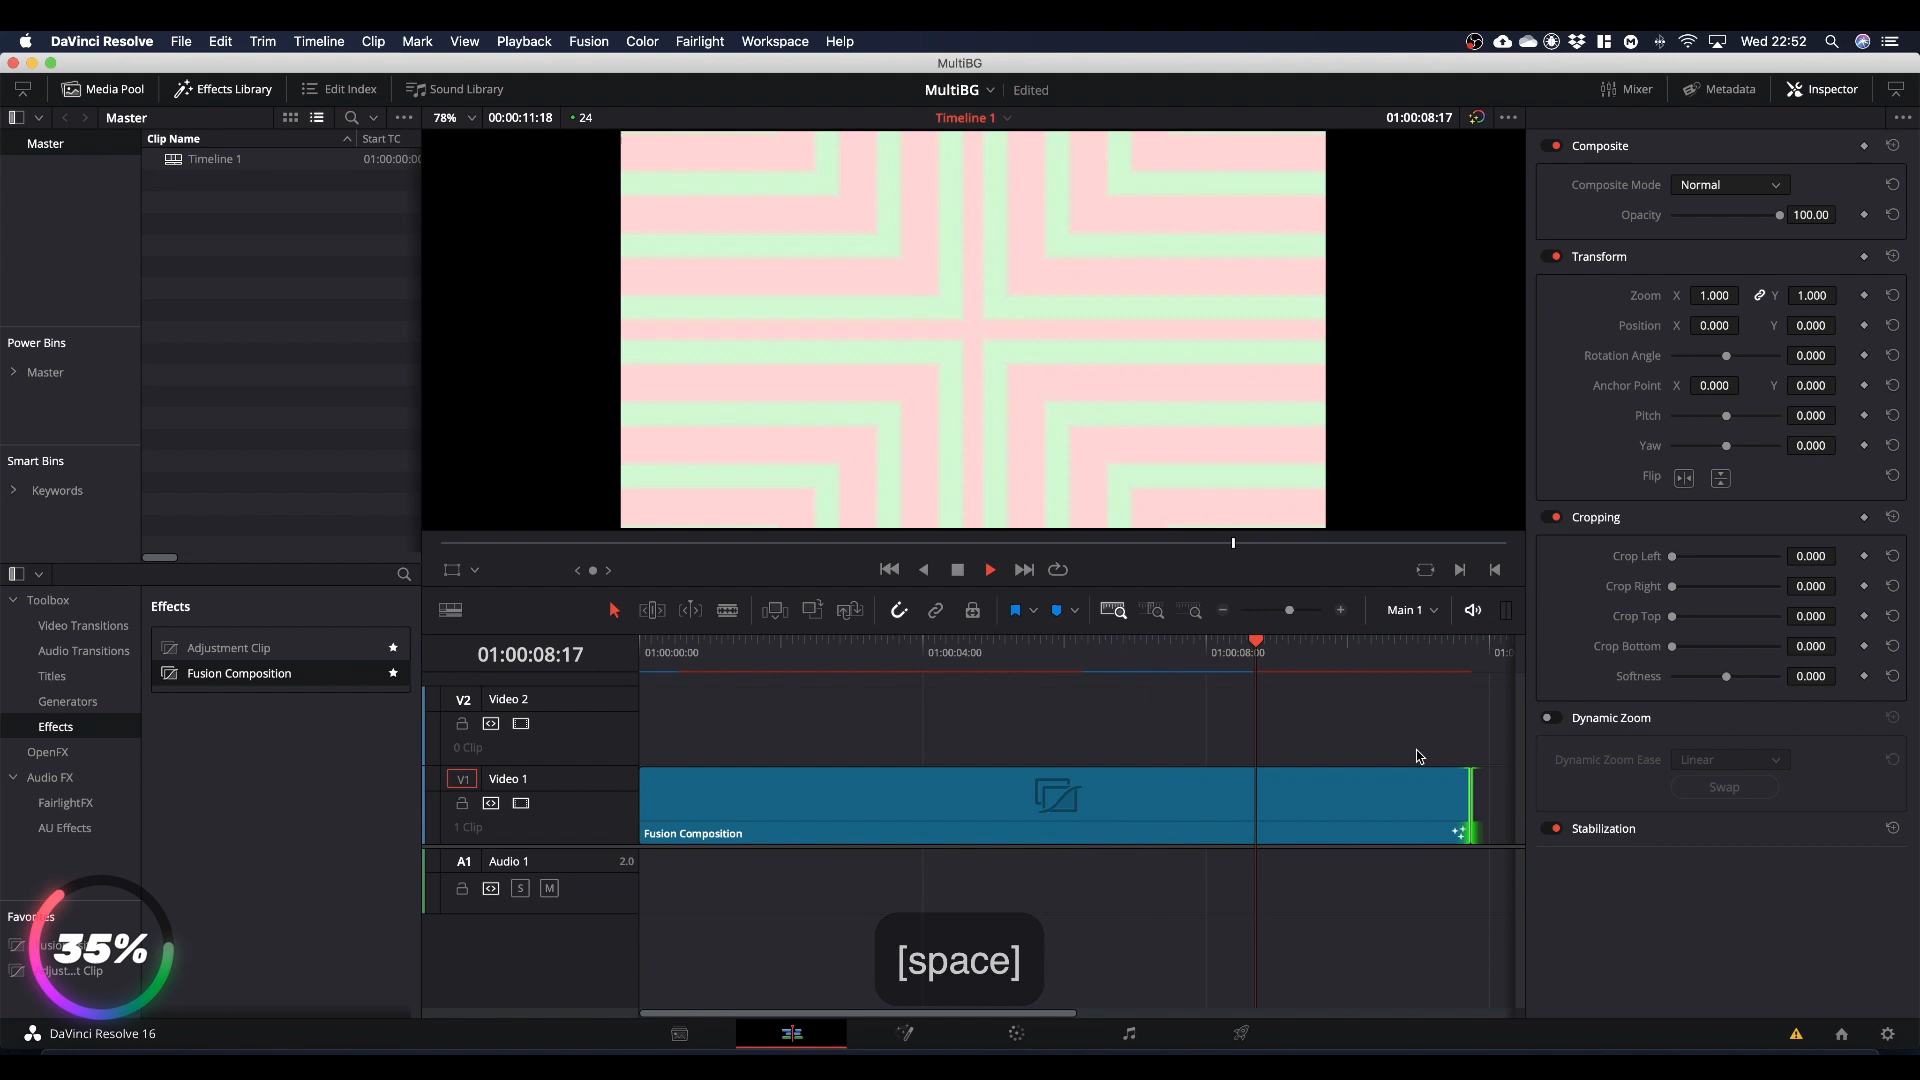 DaVinci Resolve File Edit Trim Timeline Clip Mark View Playback Fusion Color Fairlight Workspace Help Wed 22:52
MultiBG
Media Pool Effects Library Edit Index Sound Library MultiBG Edited Mixer Metadata Inspector
Master 78% 00:00:11:18 24 Timeline 1 01:00:08:17
Master
Clip Name Start TC
Timeline 1 01:00:00:00
Power Bins
Master
Smart Bins
Keywords
Composite
Composite Mode Normal
Opacity 100.00
Transform
Zoom X 1.000 Y 1.000
Position X 0.000 Y 0.000
Rotation Angle 0.000
Anchor Point X 0.000 Y 0.000
Pitch 0.000
Yaw 0.000
Flip
Cropping
Crop Left 0.000
Crop Right 0.000
Crop Top 0.000
Crop Bottom 0.000
Softness 0.000
Dynamic Zoom
Dynamic Zoom Ease Linear
Swap
Stabilization
Toolbox
Video Transitions
Audio Transitions
Titles
Generators
Effects
OpenFX
Audio FX
FairlightFX
AU Effects
Favorites
Effects
Adjustment Clip
Fusion Composition
Main 1
01:00:08:17 01:00:00:00 01:00:04:00 01:00:08:00
V2 Video 2
0 Clip
V1 Video 1
1 Clip
Fusion Composition
A1 Audio 1 2.0
S M
35%
[space]
DaVinci Resolve 16